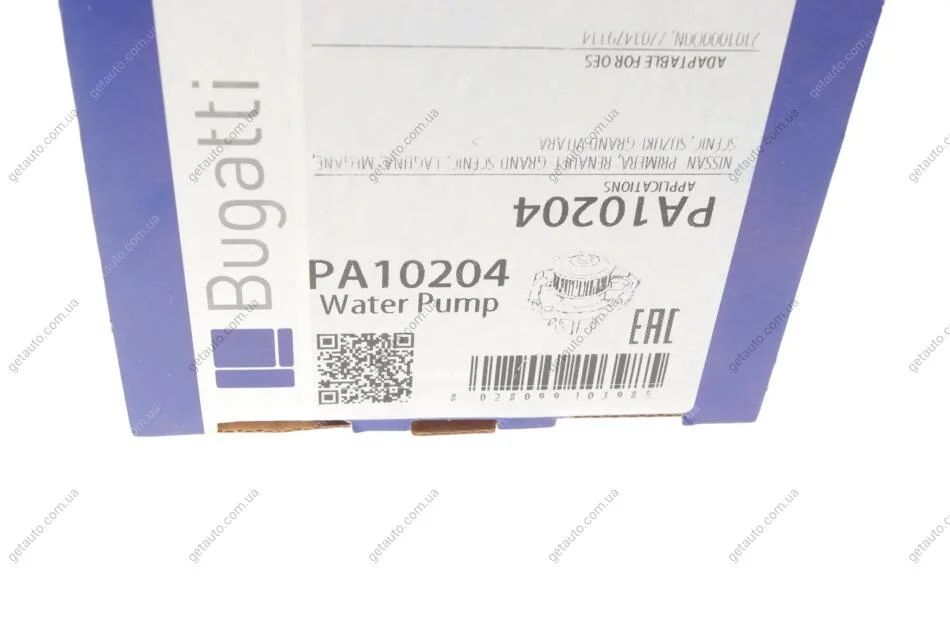 Bugatti
7701479114
ADAPTABLE FOR OES
SCENIC, SUZUKI GRAND VITARA
NISSAN PRIMERA, RENAULT GRAND SCENIC, LAGUNA, MEGANE,
APPLICATIONS
PA10204
PA10204
Water Pump
EAC
8 028099 103985
getauto.com.ua